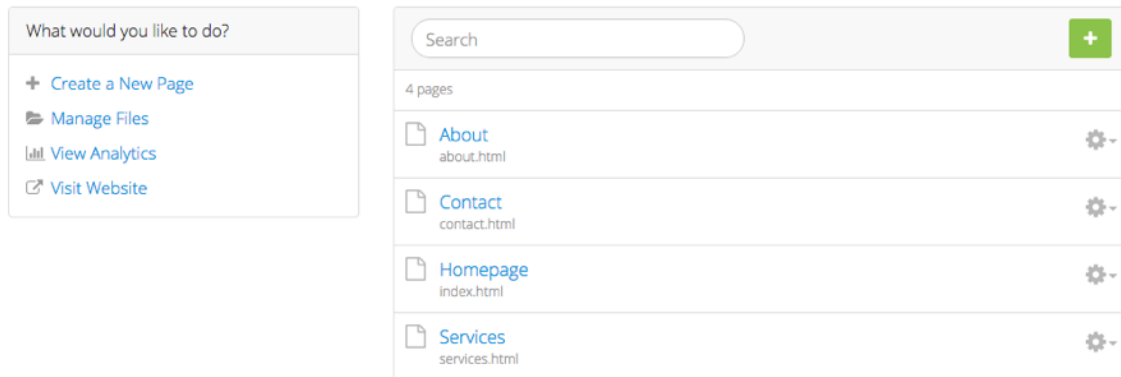 What would you like to do?
Create a New Page
Manage Files
View Analytics
Visit Website
Search
4 pages
About
about.html
Contact
contact.html
Homepage
index.html
Services
services.html